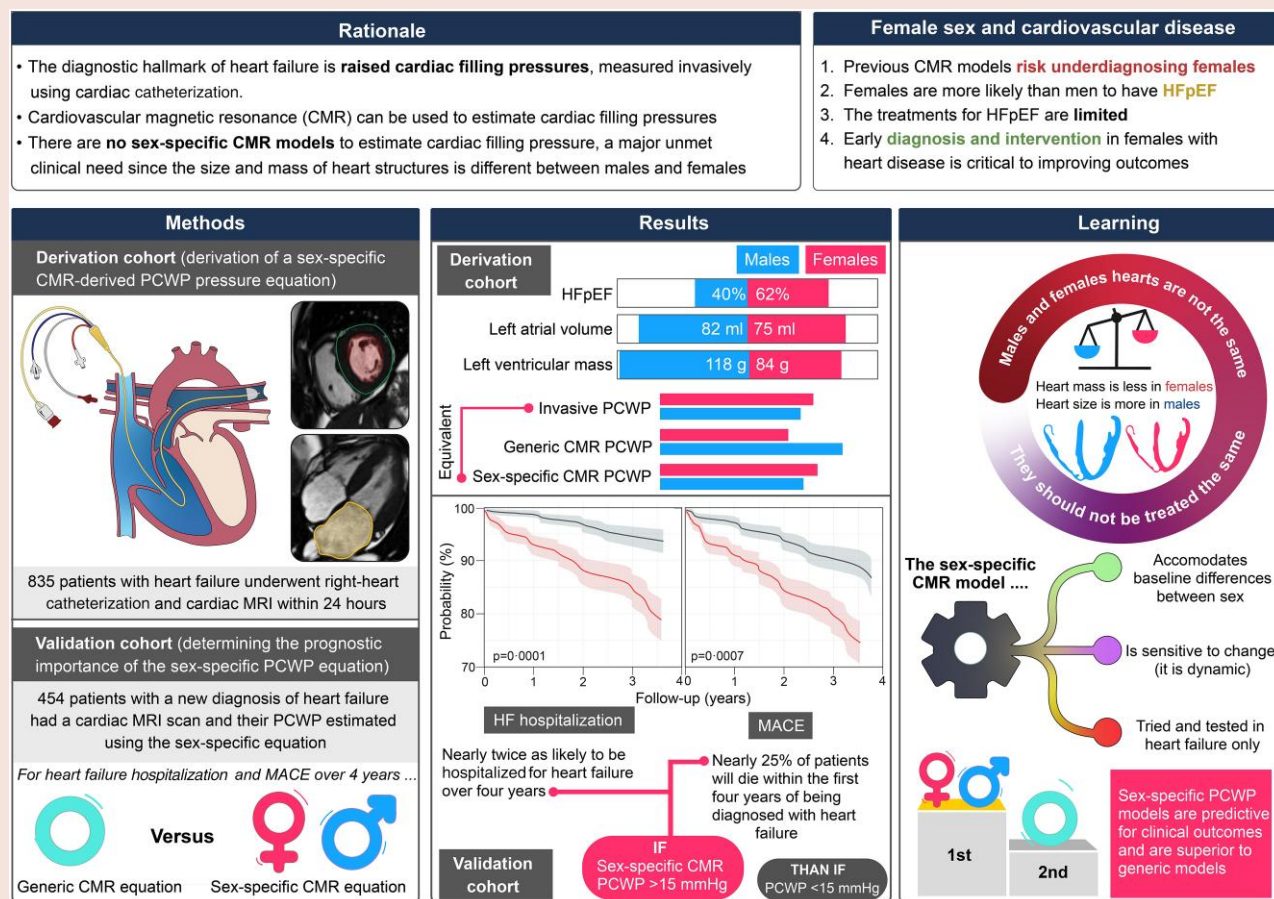 Rationale
• The diagnostic hallmark of heart failure is raised cardiac filling pressures, measured invasively
using cardiac catheterization.
• Cardiovascular magnetic resonance (CMR) can be used to estimate cardiac filling pressures
• There are no sex-specific CMR models to estimate cardiac filling pressure, a major unmet
clinical need since the size and mass of heart structures is different between males and females
Female sex and cardiovascular disease
1. Previous CMR models risk underdiagnosing females
2. Females are more likely than men to have HFpEF
3. The treatments for HFpEF are limited
4. Early diagnosis and intervention in females with
heart disease is critical to improving outcomes
Methods
Derivation cohort (derivation of a sex-specific
CMR-derived PCWP pressure equation)
835 patients with heart failure underwent right-heart
catheterization and cardiac MRI within 24 hours
Validation cohort (determining the prognostic
importance of the sex-specific PCWP equation)
454 patients with a new diagnosis of heart failure
had a cardiac MRI scan and their PCWP estimated
using the sex-specific equation
For heart failure hospitalization and MACE over 4 years ...
Versus
Generic CMR equation
Sex-specific CMR equation
Results
Derivation
cohort
Males
Females
HFpEF
40%
62%
Left atrial volume
82 ml
75 ml
Left ventricular mass
118 g
84 g
Equivalent
Invasive PCWP
Generic CMR PCWP
Sex-specific CMR PCWP
Probability (%)
100
90
80
70
p=0·0001
0
1
2
3
4
p=0·0007
0
1
2
3
4
Follow-up (years)
HF hospitalization
MACE
Nearly twice as likely to be
hospitalized for heart failure
over four years
Nearly 25% of patients
will die within the first
four years of being
diagnosed with heart
failure
Validation
cohort
IF
Sex-specific CMR
PCWP >15 mmHg
THAN IF
PCWP <15 mmHg
Learning
Males and females hearts are not the same
They should not be treated the same
Heart mass is less in females
Heart size is more in males
The sex-specific
CMR model ....
Accomodates
baseline differences
between sex
Is sensitive to change
(it is dynamic)
Tried and tested in
heart failure only
1st
2nd
Sex-specific PCWP
models are predictive
for clinical outcomes
and are superior to
generic models